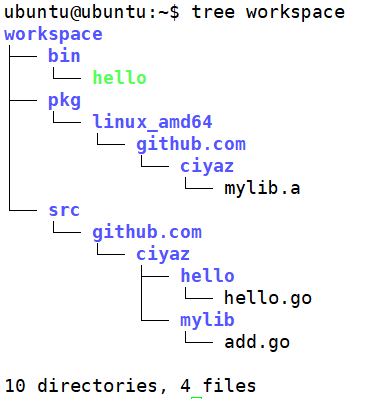 ubuntu@ubuntu:~$ tree workspace
workspace
├── bin
│   └── hello
├── pkg
│   └── linux_amd64
│       └── github.com
│           └── ciyaz
│               └── mylib.a
└── src
    └── github.com
        └── ciyaz
            ├── hello
            │   └── hello.go
            └── mylib
                └── add.go
10 directories, 4 files